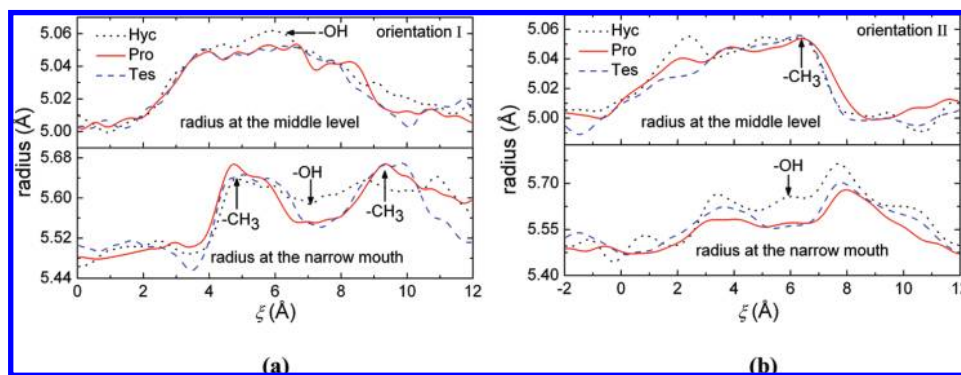 5.06
5.04
5.02
5.00
Hyc
Pro
Tes
-OH
orientation I
radius at the middle level
radius (Å)
5.68
5.60
5.52
5.44
-CH3
-OH
-CH3
radius at the narrow mouth
0 2 4 6 8 10 12
ξ (Å)
(a)
5.06
5.04
5.02
5.00
Hyc
Pro
Tes
orientation II
-CH3
radius at the middle level
radius (Å)
5.70
5.55
5.40
-OH
radius at the narrow mouth
-2 0 2 4 6 8 10 12
ξ (Å)
(b)